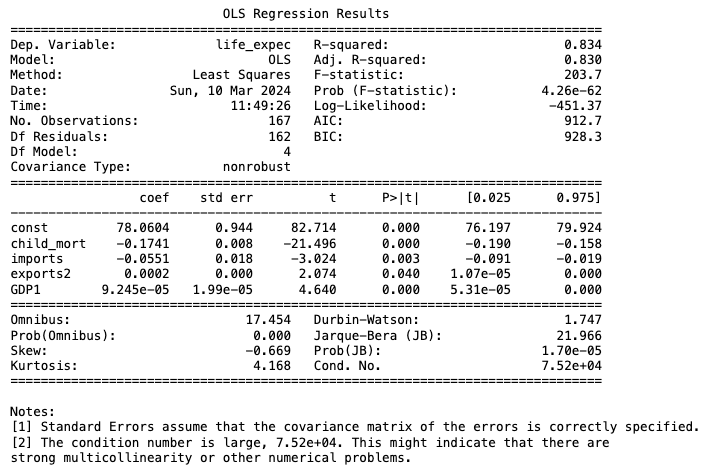 OLS Regression Results
==============================================================================
Dep. Variable:             life_expec   R-squared:                       0.834
Model:                            OLS   Adj. R-squared:                  0.830
Method:                 Least Squares   F-statistic:                     203.7
Date:                Sun, 10 Mar 2024   Prob (F-statistic):           4.26e-62
Time:                        11:49:26   Log-Likelihood:                -451.37
No. Observations:                 167   AIC:                             912.7
Df Residuals:                     162   BIC:                             928.3
Df Model:                           4
Covariance Type:            nonrobust
==============================================================================
                 coef    std err          t      P>|t|      [0.025      0.975]
------------------------------------------------------------------------------
const         78.0604      0.944     82.714      0.000      76.197      79.924
child_mort    -0.1741      0.008    -21.496      0.000      -0.190      -0.158
imports       -0.0551      0.018     -3.024      0.003      -0.091      -0.019
exports2       0.0002      0.000      2.074      0.040    1.07e-05       0.000
GDP1        9.245e-05   1.99e-05      4.640      0.000    5.31e-05       0.000
==============================================================================
Omnibus:                       17.454   Durbin-Watson:                   1.747
Prob(Omnibus):                  0.000   Jarque-Bera (JB):               21.966
Skew:                          -0.669   Prob(JB):                     1.70e-05
Kurtosis:                       4.168   Cond. No.                     7.52e+04
==============================================================================
Notes:
[1] Standard Errors assume that the covariance matrix of the errors is correctly specified.
[2] The condition number is large, 7.52e+04. This might indicate that there are
strong multicollinearity or other numerical problems.